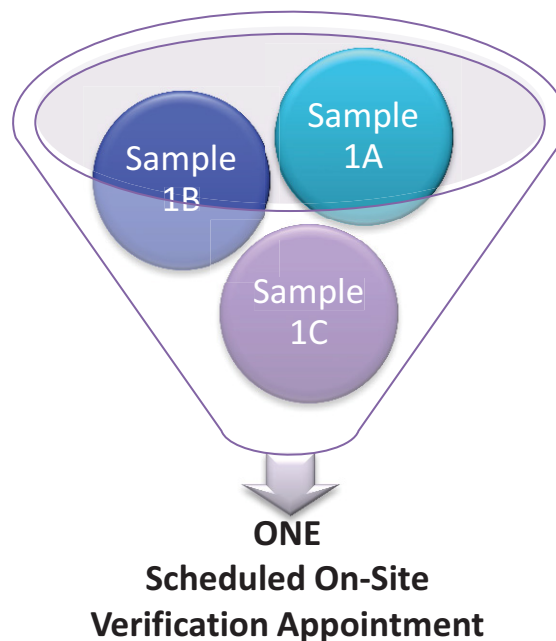 Sample
1A
Sample
1B
Sample
1C
ONE
Scheduled On-Site
Verification Appointment